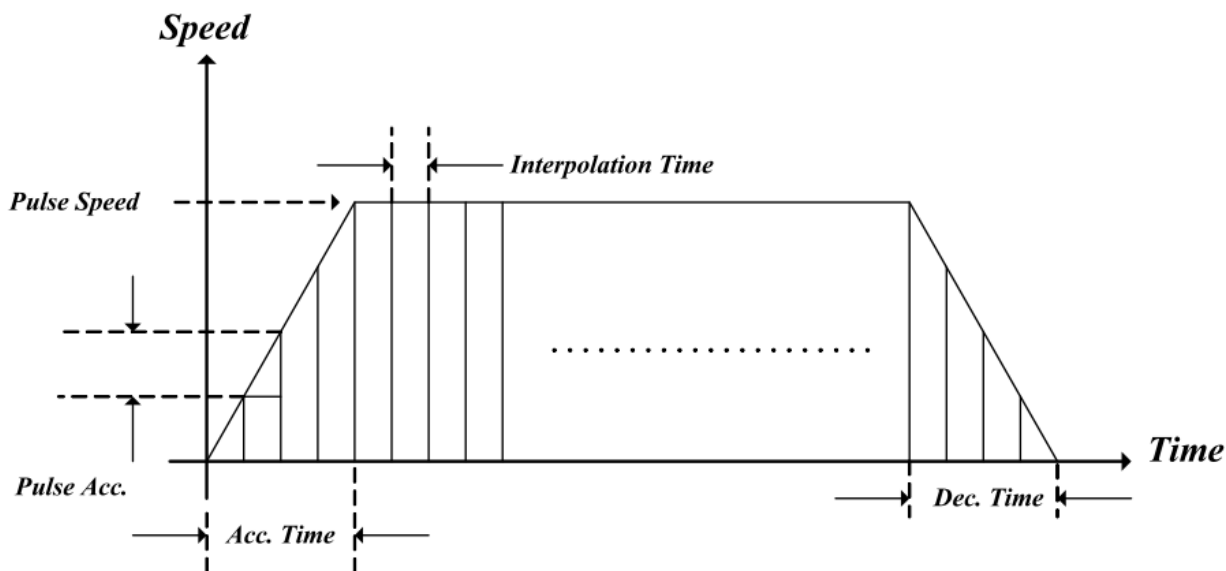 Speed
Interpolation Time
Pulse Speed
Time
Pulse Acc.
Dec. Time
Acc. Time